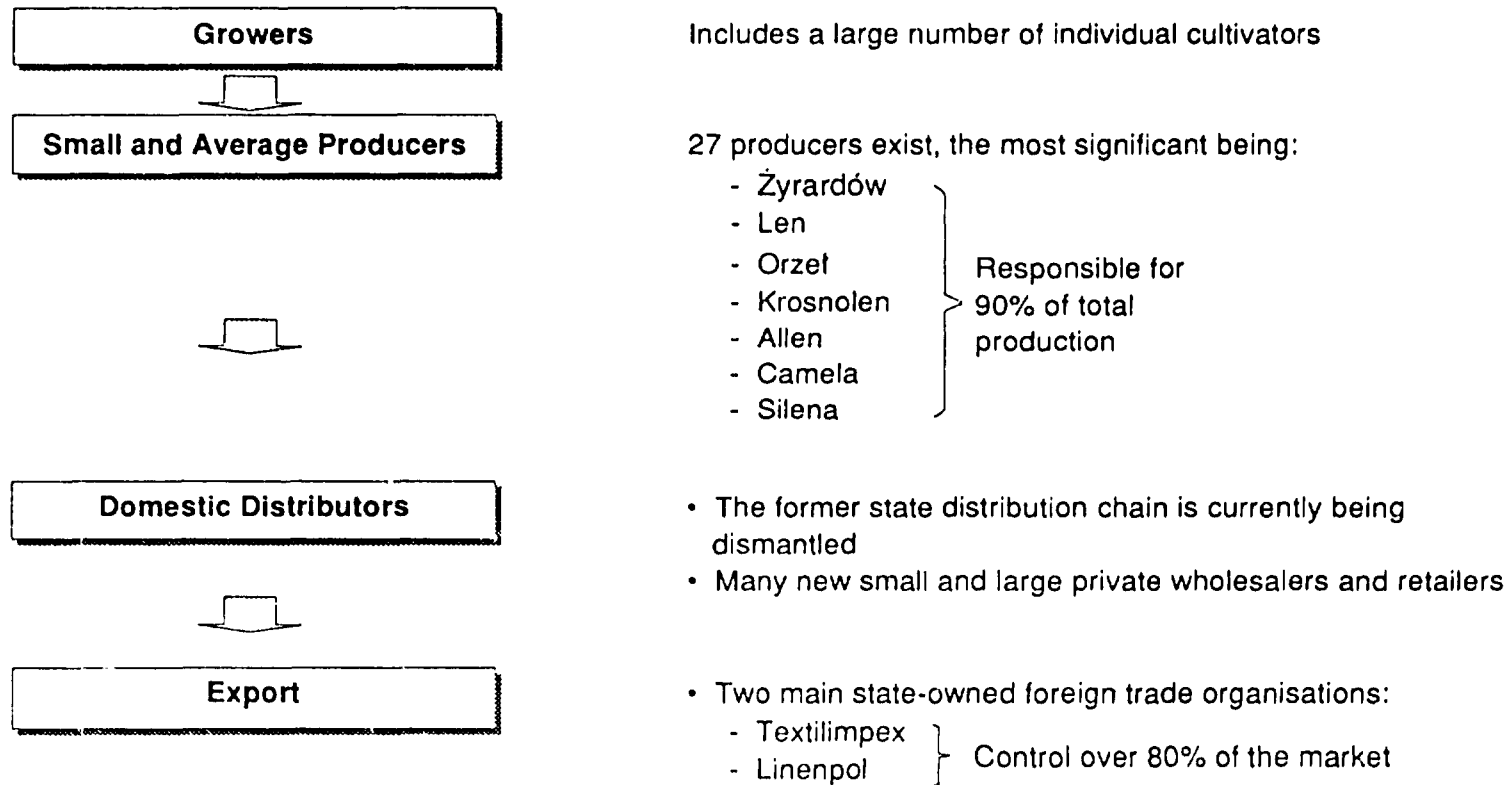 Growers
Includes a large number of individual cultivators
Small and Average Producers
27 producers exist, the most significant being:
- Żyrardów
- Len
- Orzeł
- Krosnolen
- Allen
- Camela
- Silena
Responsible for
90% of total
production
Domestic Distributors
• The former state distribution chain is currently being
dismantled
• Many new small and large private wholesalers and retailers
Export
• Two main state-owned foreign trade organisations:
- Textilimpex
- Linenpol
Control over 80% of the market